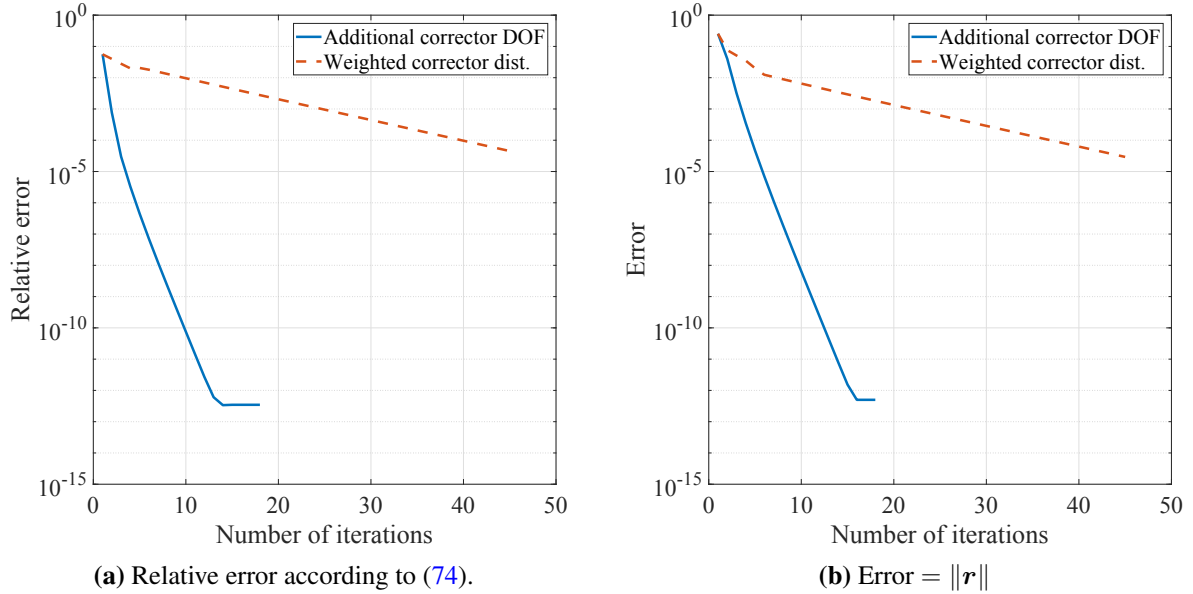 10^0
10^-5
10^-10
10^-15
Relative error
0 10 20 30 40 50
Number of iterations
Additional corrector DOF
Weighted corrector dist.
(a) Relative error according to (74).
10^0
10^-5
10^-10
10^-15
Error
0 10 20 30 40 50
Number of iterations
Additional corrector DOF
Weighted corrector dist.
(b) Error = ‖r‖